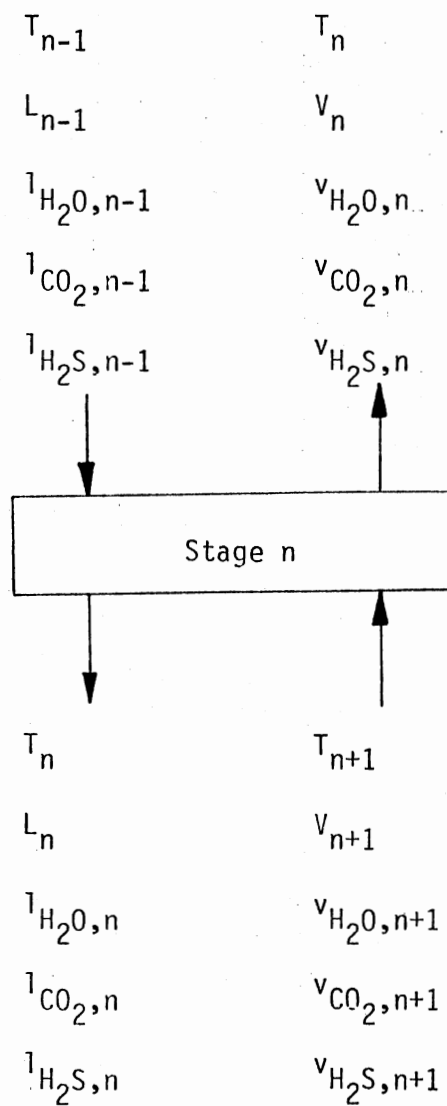 T_{n-1} T_n
L_{n-1} V_n
l_{H_2O,n-1} v_{H_2O,n}
l_{CO_2,n-1} v_{CO_2,n}
l_{H_2S,n-1} v_{H_2S,n}
Stage n
T_n T_{n+1}
L_n V_{n+1}
l_{H_2O,n} v_{H_2O,n+1}
l_{CO_2,n} v_{CO_2,n+1}
l_{H_2S,n} v_{H_2S,n+1}